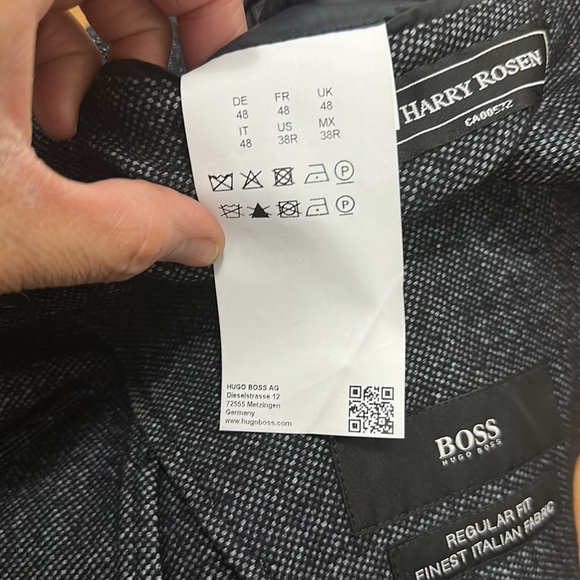 DE FR UK
48 48 48
IT US MX
48 38R 38R
P
P
HUGO BOSS AG
Dieselstrasse 12
72555 Metzingen
Germany
www.hugoboss.com
HARRY ROSEN
CA00572
BOSS
HUGO BOSS
REGULAR FIT
FINEST ITALIAN FABRIC